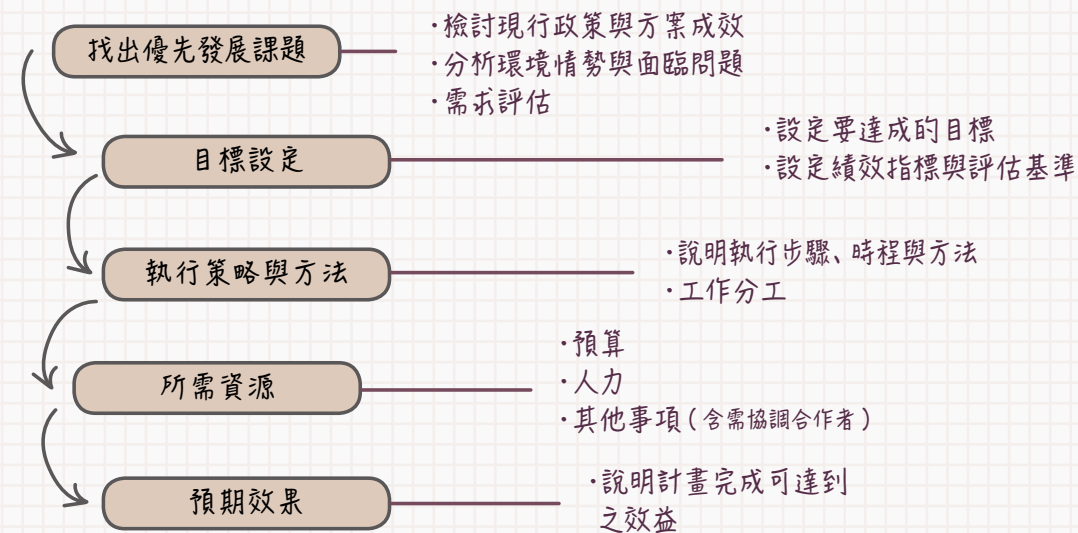 找出優先發展課題
·檢討現行政策與方案成效
·分析環境情勢與面臨問題
·需求評估
目標設定
·設定要達成的目標
·設定績效指標與評估基準
執行策略與方法
·說明執行步驟、時程與方法
·工作分工
所需資源
·預算
·人力
·其他事項(含需協調合作者)
預期效果
·說明計畫完成可達到
之效益